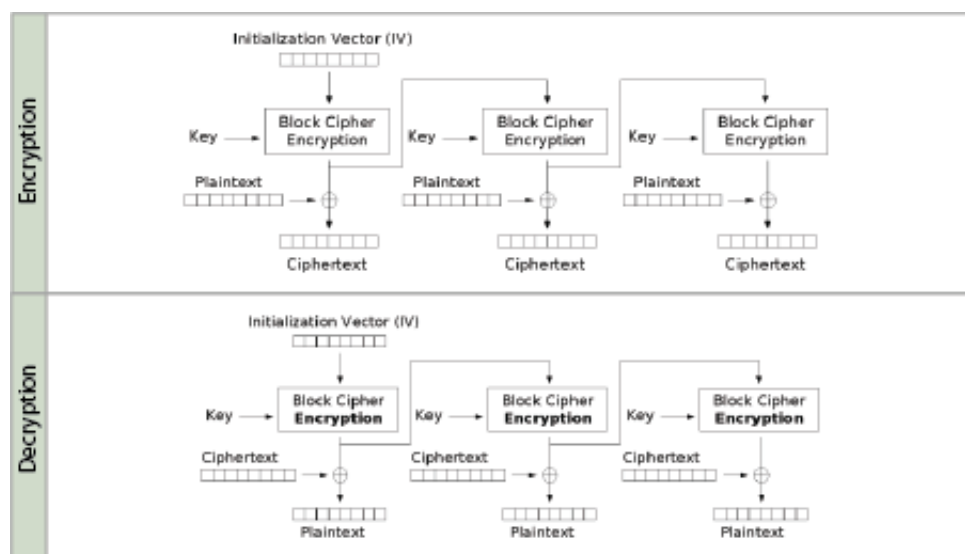 Encryption
Initialization Vector (IV)
Block Cipher
Encryption
Block Cipher
Encryption
Block Cipher
Encryption
Key
Key
Key
Plaintext
Plaintext
Plaintext
Ciphertext
Ciphertext
Ciphertext
Decryption
Initialization Vector (IV)
Block Cipher
Encryption
Block Cipher
Encryption
Block Cipher
Encryption
Key
Key
Key
Ciphertext
Ciphertext
Ciphertext
Plaintext
Plaintext
Plaintext